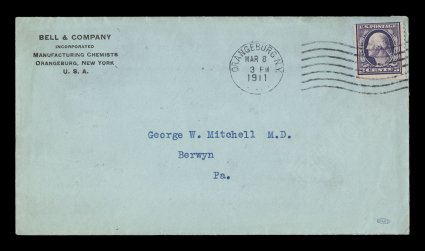 BELL & COMPANY
INCORPORATED
MANUFACTURING CHEMISTS
ORANGEBURG, NEW YORK
U. S. A.
ORANGEBURG, N.Y.
MAR 8
3 PM
1911
U.S. POSTAGE
CENTS
George W. Mitchell M.D.
Berwyn
Pa.